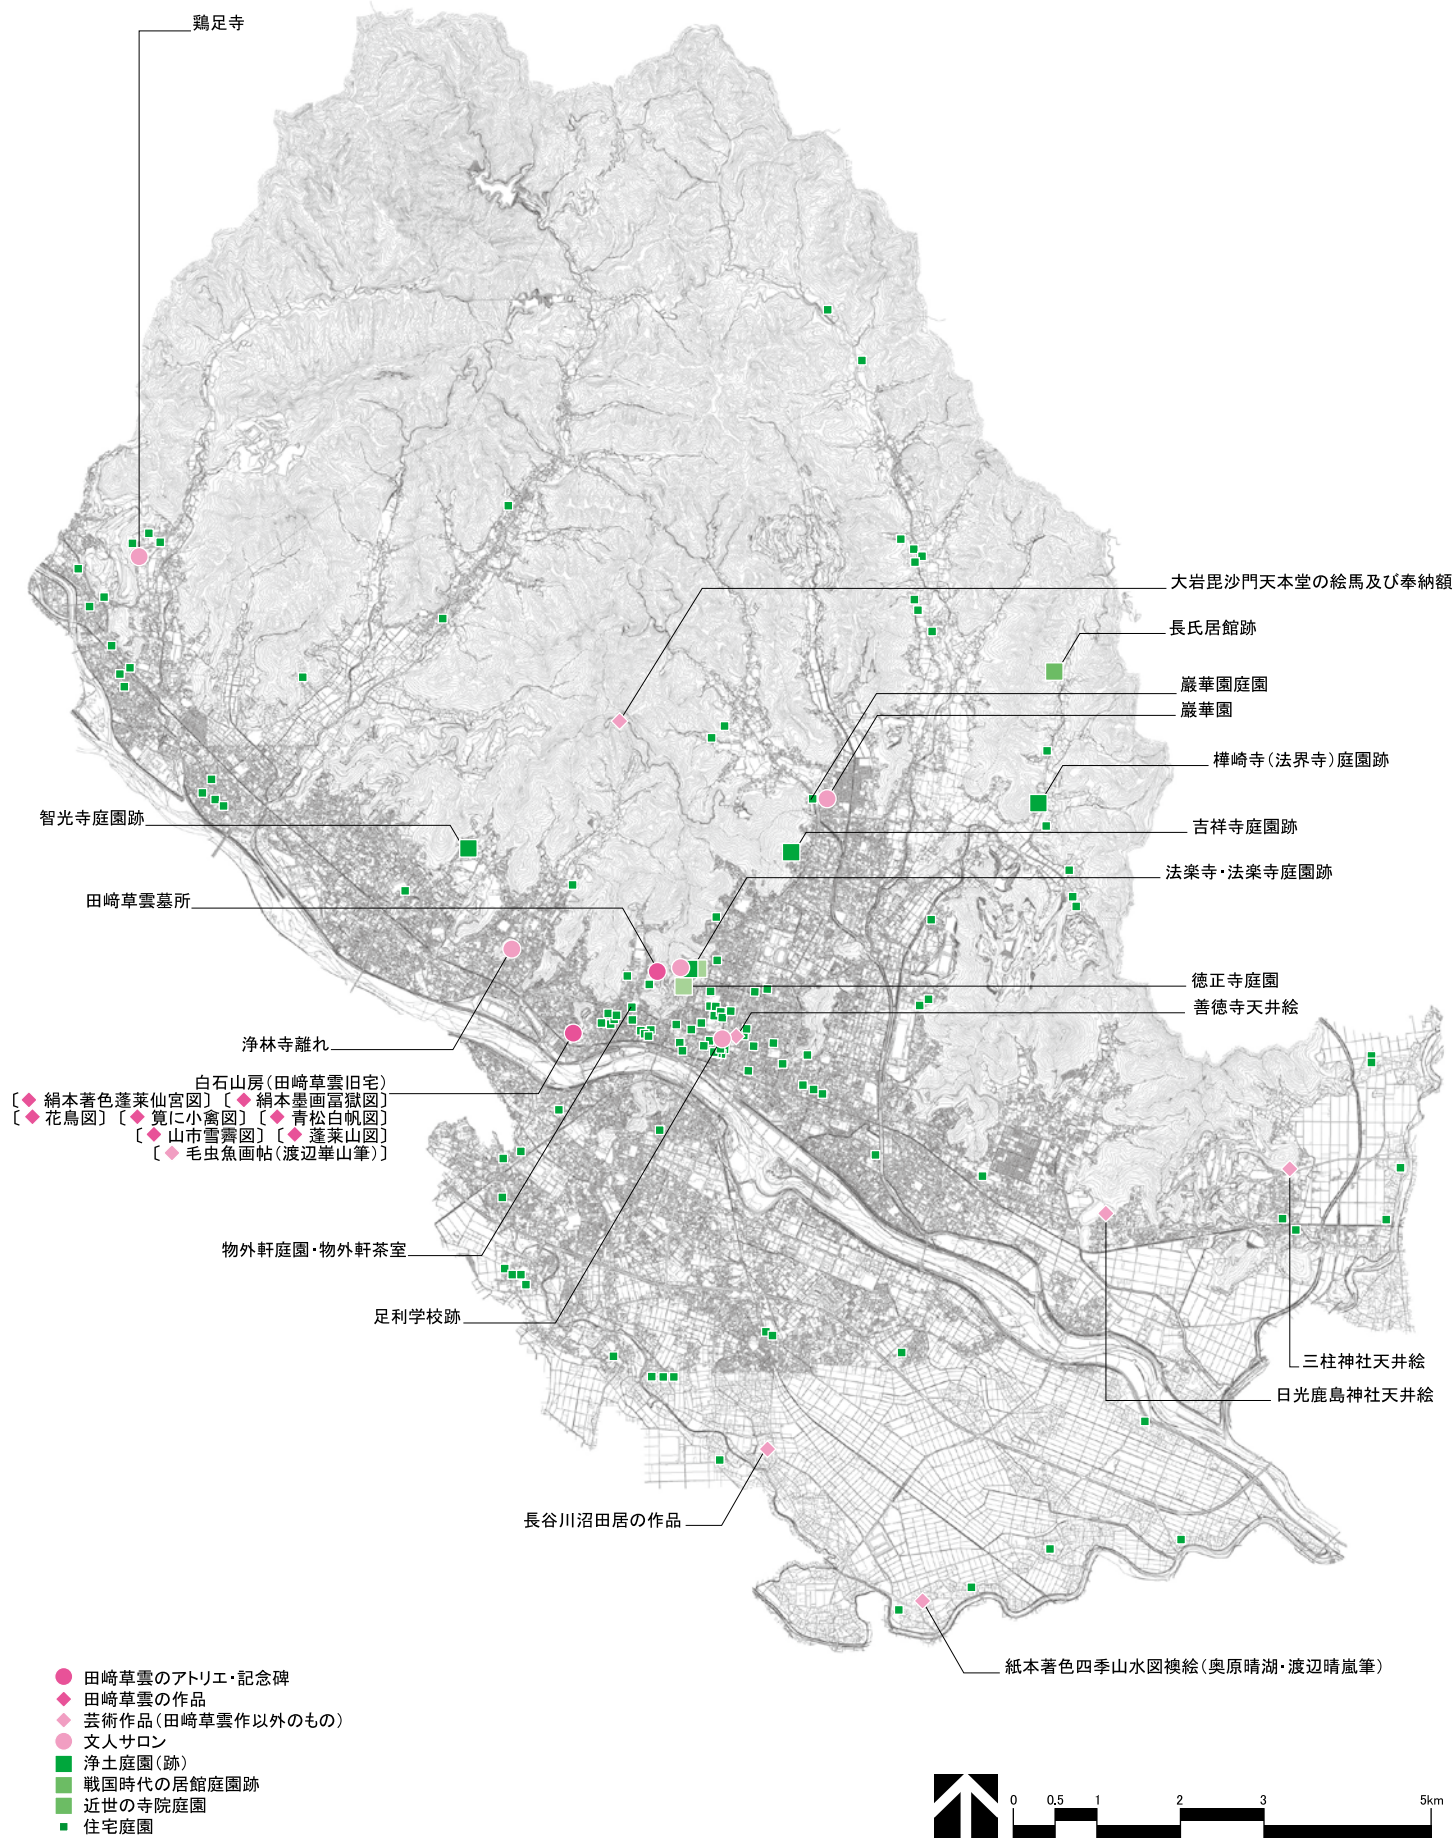 鶏足寺
大岩毘沙門天本堂の絵馬及び奉納額
長氏居館跡
巖華園庭園
巖華園
樺崎寺(法界寺)庭園跡
智光寺庭園跡
吉祥寺庭園跡
法楽寺・法楽寺庭園跡
田﨑草雲墓所
徳正寺庭園
善徳寺天井絵
浄林寺離れ
白石山房(田﨑草雲旧宅)
〔◆ 絹本著色蓬莱仙宮図〕〔◆ 絹本墨画冨獄図〕
〔◆ 花鳥図〕〔◆ 筧に小禽図〕〔◆ 青松白帆図〕
〔◆ 山市雪霽図〕〔◆ 蓬莱山図〕
〔◆ 毛虫魚画帖(渡辺崋山筆)〕
物外軒庭園・物外軒茶室
足利学校跡
三柱神社天井絵
日光鹿島神社天井絵
長谷川沼田居の作品
紙本著色四季山水図襖絵(奥原晴湖・渡辺晴嵐筆)
田﨑草雲のアトリエ・記念碑
田﨑草雲の作品
芸術作品(田﨑草雲作以外のもの)
文人サロン
浄土庭園(跡)
戦国時代の居館庭園跡
近世の寺院庭園
住宅庭園
0 0.5 1 2 3 5km